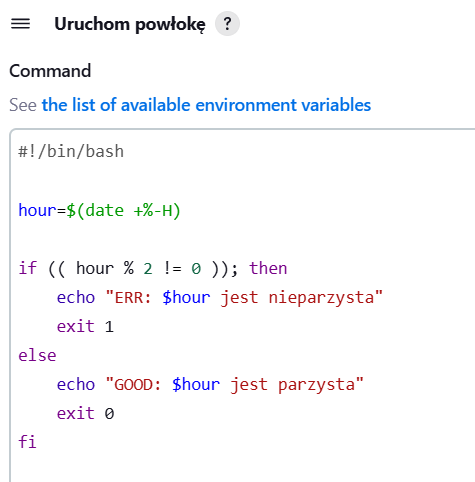 Uruchom powłokę ?
Command
See the list of available environment variables
#!/bin/bash
hour=$(date +%-H)
if (( hour % 2 != 0 )); then
    echo "ERR: $hour jest nieparzysta"
    exit 1
else
    echo "GOOD: $hour jest parzysta"
    exit 0
fi